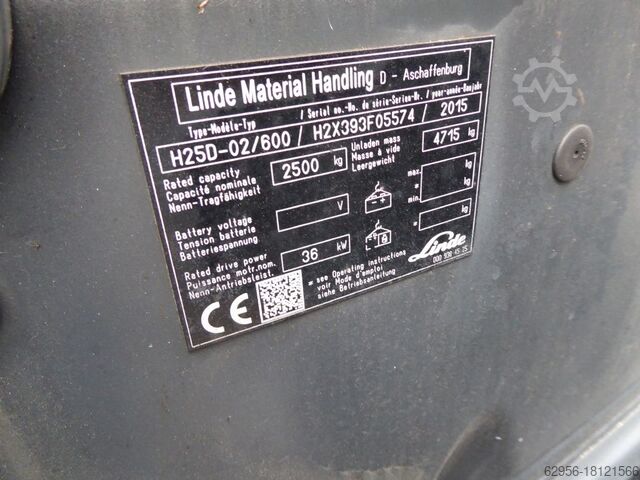 Linde Material Handling D - Aschaffenburg
Type-Modèle-Typ / Serial no.-No. de série-Serien-Nr. / year-année-Baujahr
H25D-02/600 / H2X393F05574 / 2015
Rated capacity
Capacité nominale
Nenn-Tragfähigkeit
2500 kg
Unladen mass
Masse à vide
Leergewicht
4715 kg
Battery voltage
Tension batterie
Batteriespannung
V
max. kg
= kg
min.
- +
Rated drive power
Puissance motr.nom.
Nenn-Antriebsleist.
36 kW
= kg
CE
= see Operating instructions
voir Mode d'emploi
siehe Betriebsanleitung
Linde
62956-18121566